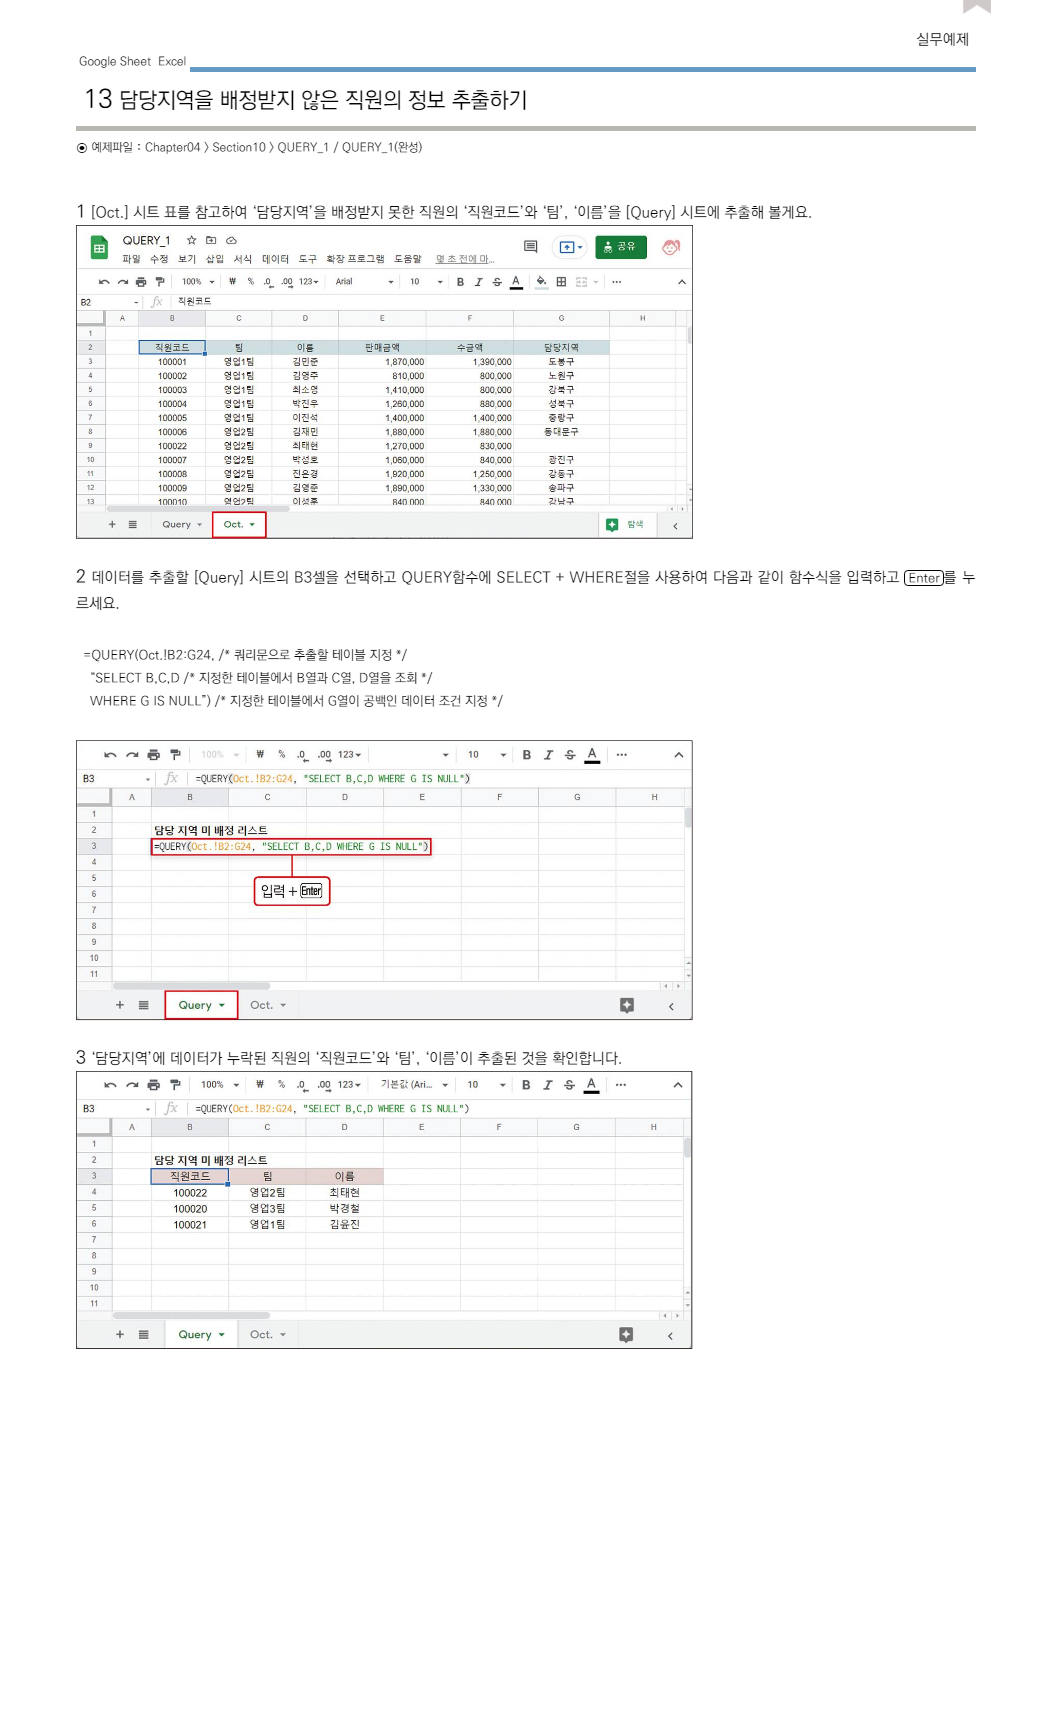 실무예제
Google Sheet Excel
13 담당지역을 배정받지 않은 직원의 정보 추출하기
예제파일 : Chapter04 > Section10 > QUERY_1 / QUERY_1(완성)
1 [Oct.] 시트 표를 참고하여 ‘담당지역’을 배정받지 못한 직원의 ‘직원코드’와 ‘팀’, ‘이름’을 [Query] 시트에 추출해 볼게요.
QUERY_1
공유
파일 수정 보기 삽입 서식 데이터 도구 확장 프로그램 도움말 몇 초 전에 마...
100% ₩ % .0 .00 123 Arial 10 B I S A ...
B2 fx 직원코드
A B C D E F G H
1
2 직원코드 팀 이름 판매금액 수금액 담당지역
3 100001 영업1팀 김민준 1,870,000 1,390,000 도봉구
4 100002 영업1팀 김영주 810,000 800,000 노원구
5 100003 영업1팀 최소영 1,410,000 800,000 강북구
6 100004 영업1팀 박진우 1,260,000 880,000 성북구
7 100005 영업1팀 이진석 1,400,000 1,400,000 중랑구
8 100006 영업2팀 김재민 1,880,000 1,880,000 동대문구
9 100022 영업2팀 최태현 1,270,000 830,000
10 100007 영업2팀 박성호 1,060,000 840,000 광진구
11 100008 영업2팀 진은경 1,920,000 1,250,000 강동구
12 100009 영업2팀 김영준 1,890,000 1,330,000 송파구
13 100010 영업2팀 이성훈 840,000 840,000 강남구
+ Query Oct. 탐색
2 데이터를 추출할 [Query] 시트의 B3셀을 선택하고 QUERY함수에 SELECT + WHERE절을 사용하여 다음과 같이 함수식을 입력하고 Enter를 누
르세요.
=QUERY(Oct.!B2:G24, /* 쿼리문으로 추출할 테이블 지정 */
“SELECT B,C,D /* 지정한 테이블에서 B열과 C열, D열을 조회 */
WHERE G IS NULL”) /* 지정한 테이블에서 G열이 공백인 데이터 조건 지정 */
100% ₩ % .0 .00 123 10 B I S A ...
B3 fx =QUERY(Oct.!B2:G24, "SELECT B,C,D WHERE G IS NULL")
A B C D E F G H
1
2 담당 지역 미 배정 리스트
3 =QUERY(Oct.!B2:G24, "SELECT B,C,D WHERE G IS NULL")
4
5
6 입력 + Enter
7
8
9
10
11
+ Query Oct.
3 ‘담당지역’에 데이터가 누락된 직원의 ‘직원코드’와 ‘팀’, ‘이름’이 추출된 것을 확인합니다.
100% ₩ % .0 .00 123 기본값 (Ari... 10 B I S A ...
B3 fx =QUERY(Oct.!B2:G24, "SELECT B,C,D WHERE G IS NULL")
A B C D E F G H
1
2 담당 지역 미 배정 리스트
3 직원코드 팀 이름
4 100022 영업2팀 최태현
5 100020 영업3팀 박경철
6 100021 영업1팀 김윤진
7
8
9
10
11
+ Query Oct.